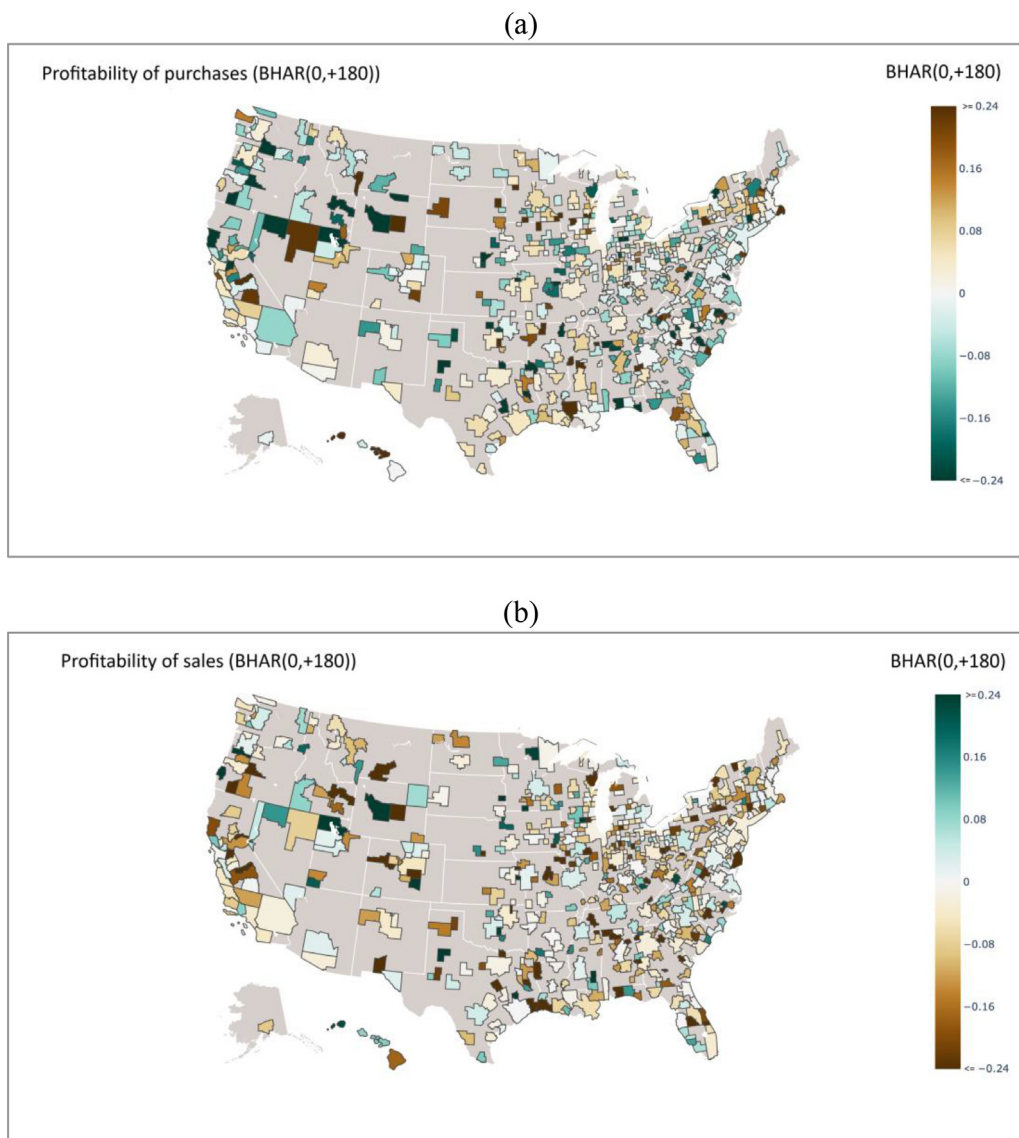 (a)
Profitability of purchases (BHAR(0,+180))
BHAR(0,+180)
>= 0.24
0.16
0.08
0
−0.08
−0.16
<= −0.24
(b)
Profitability of sales (BHAR(0,+180))
BHAR(0,+180)
>=0.24
0.16
0.08
0
−0.08
−0.16
<= −0.24